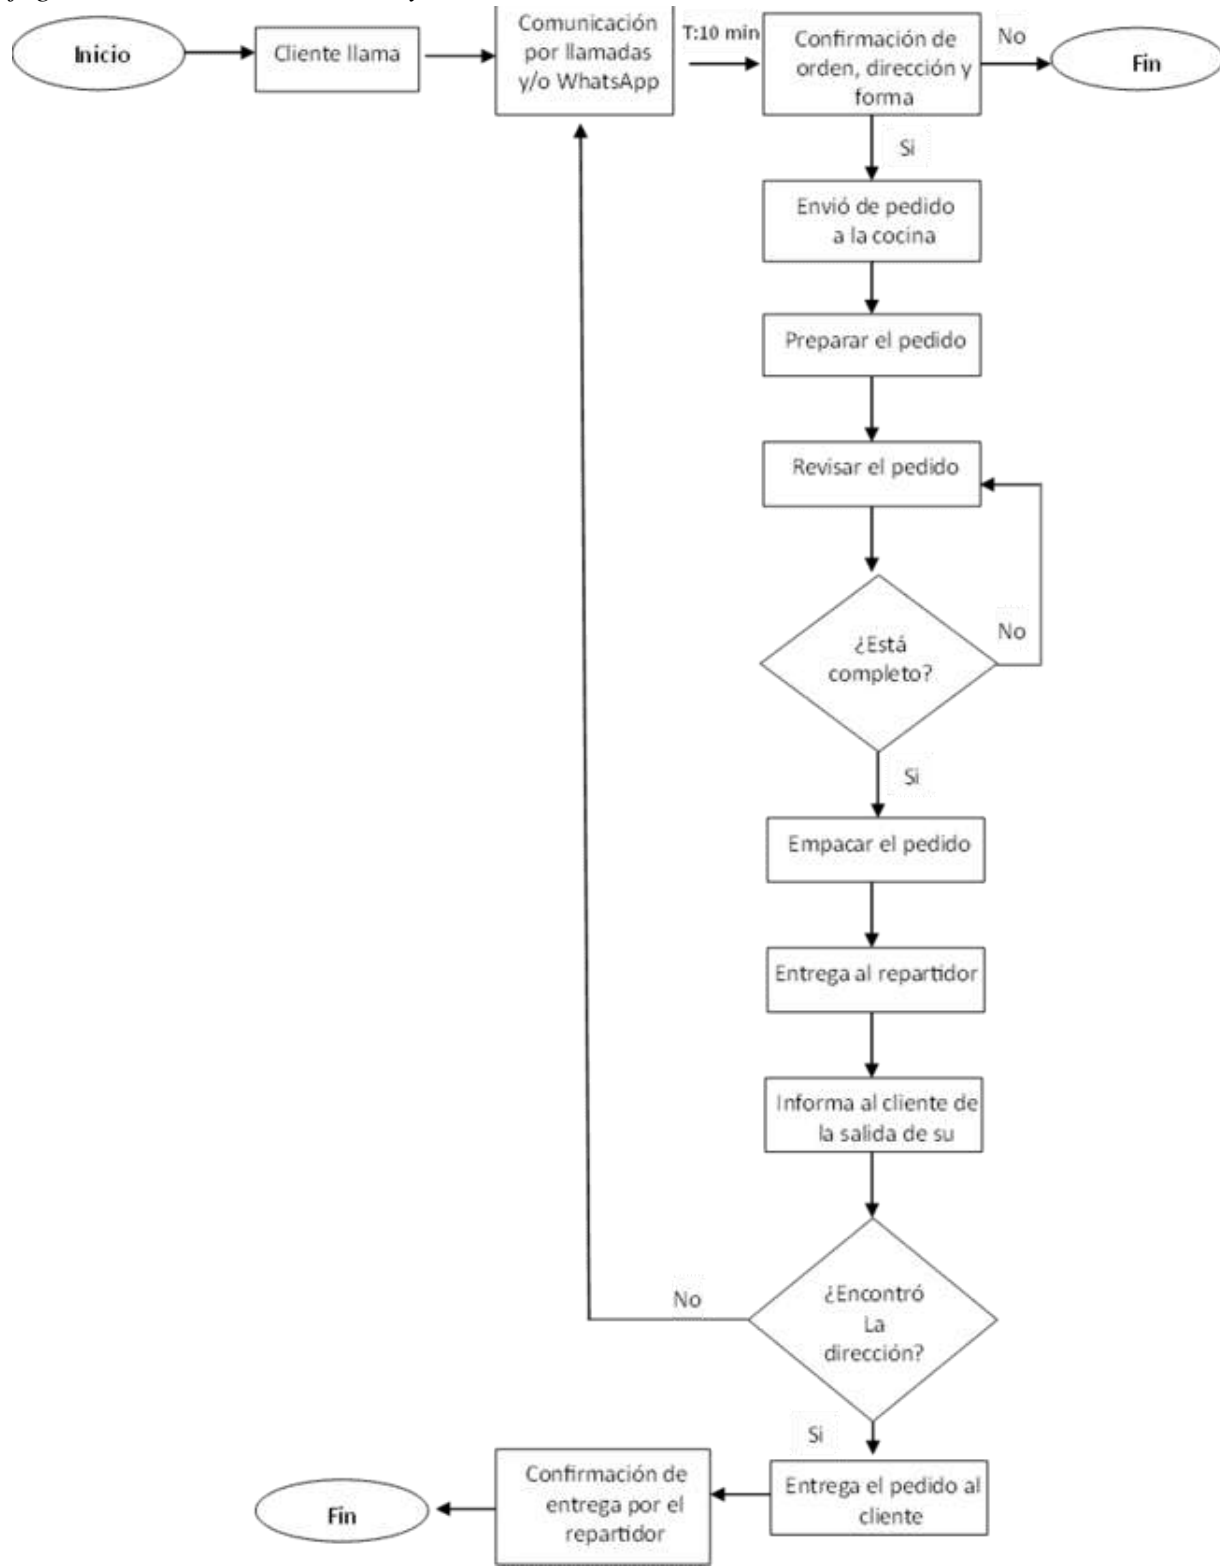 Inicio
Cliente llama
Comunicación
por llamadas
y/o WhatsApp
T:10 min
Confirmación de
orden, dirección y
forma
No
Fin
Si
Envió de pedido
a la cocina
Preparar el pedido
Revisar el pedido
¿Está
completo?
No
Si
Empacar el pedido
Entrega al repartidor
Informa al cliente de
la salida de su
¿Encontró
La
dirección?
No
Si
Entrega el pedido al
cliente
Confirmación de
entrega por el
repartidor
Fin